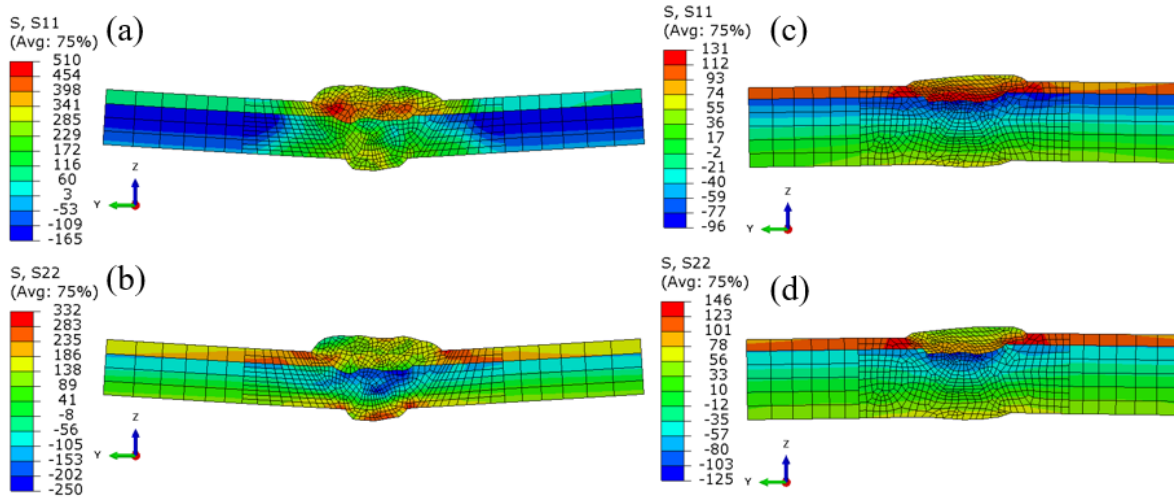 S, S11
(Avg: 75%)
510
454
398
341
285
229
172
116
60
3
-53
-109
-165
(a)
Z
Y
S, S22
(Avg: 75%)
332
283
235
186
138
89
41
-8
-56
-105
-153
-202
-250
(b)
Z
Y
S, S11
(Avg: 75%)
131
112
93
74
55
36
17
-2
-21
-40
-59
-77
-96
(c)
Z
Y
S, S22
(Avg: 75%)
146
123
101
78
56
33
10
-12
-35
-57
-80
-103
-125
(d)
Z
Y